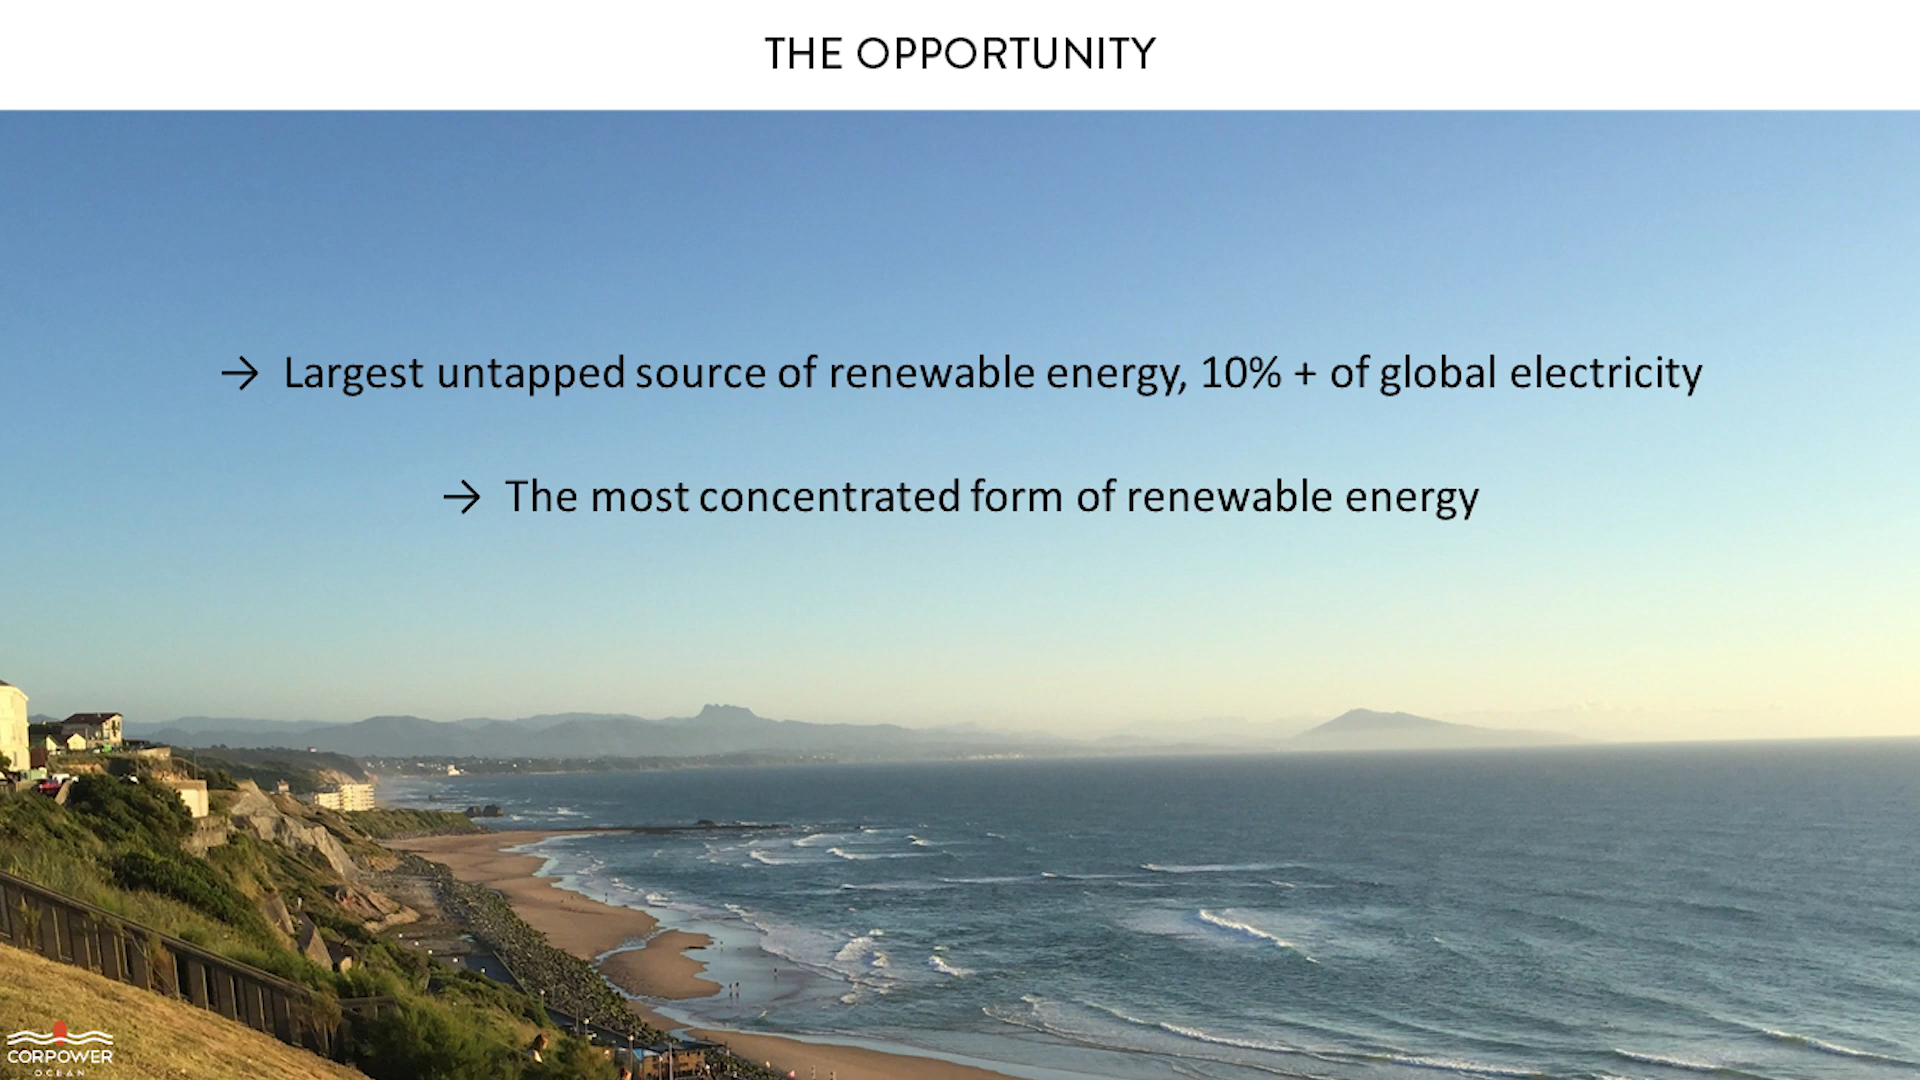 THE OPPORTUNITY
→ Largest untapped source of renewable energy, 10% + of global electricity
→ The most concentrated form of renewable energy
CORPOWER
OCEAN